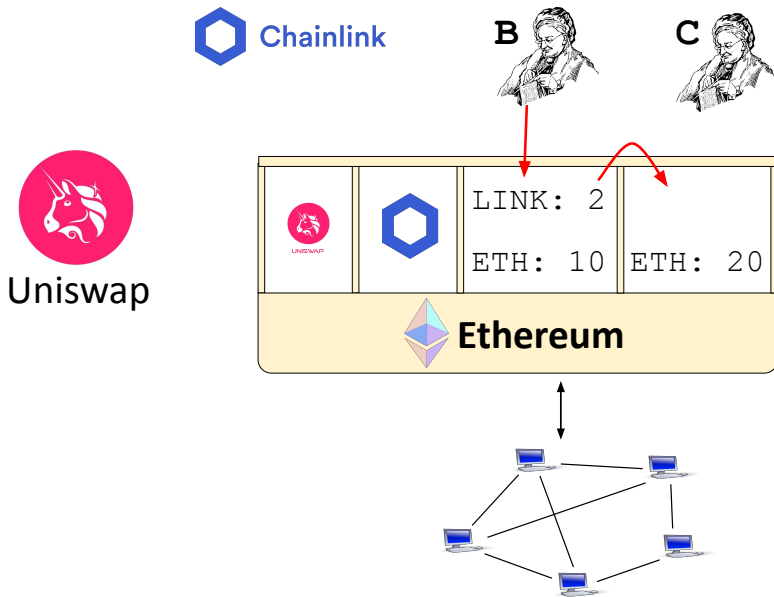 Chainlink
B
C
Uniswap
UNISWAP
LINK: 2
ETH: 10
ETH: 20
Ethereum